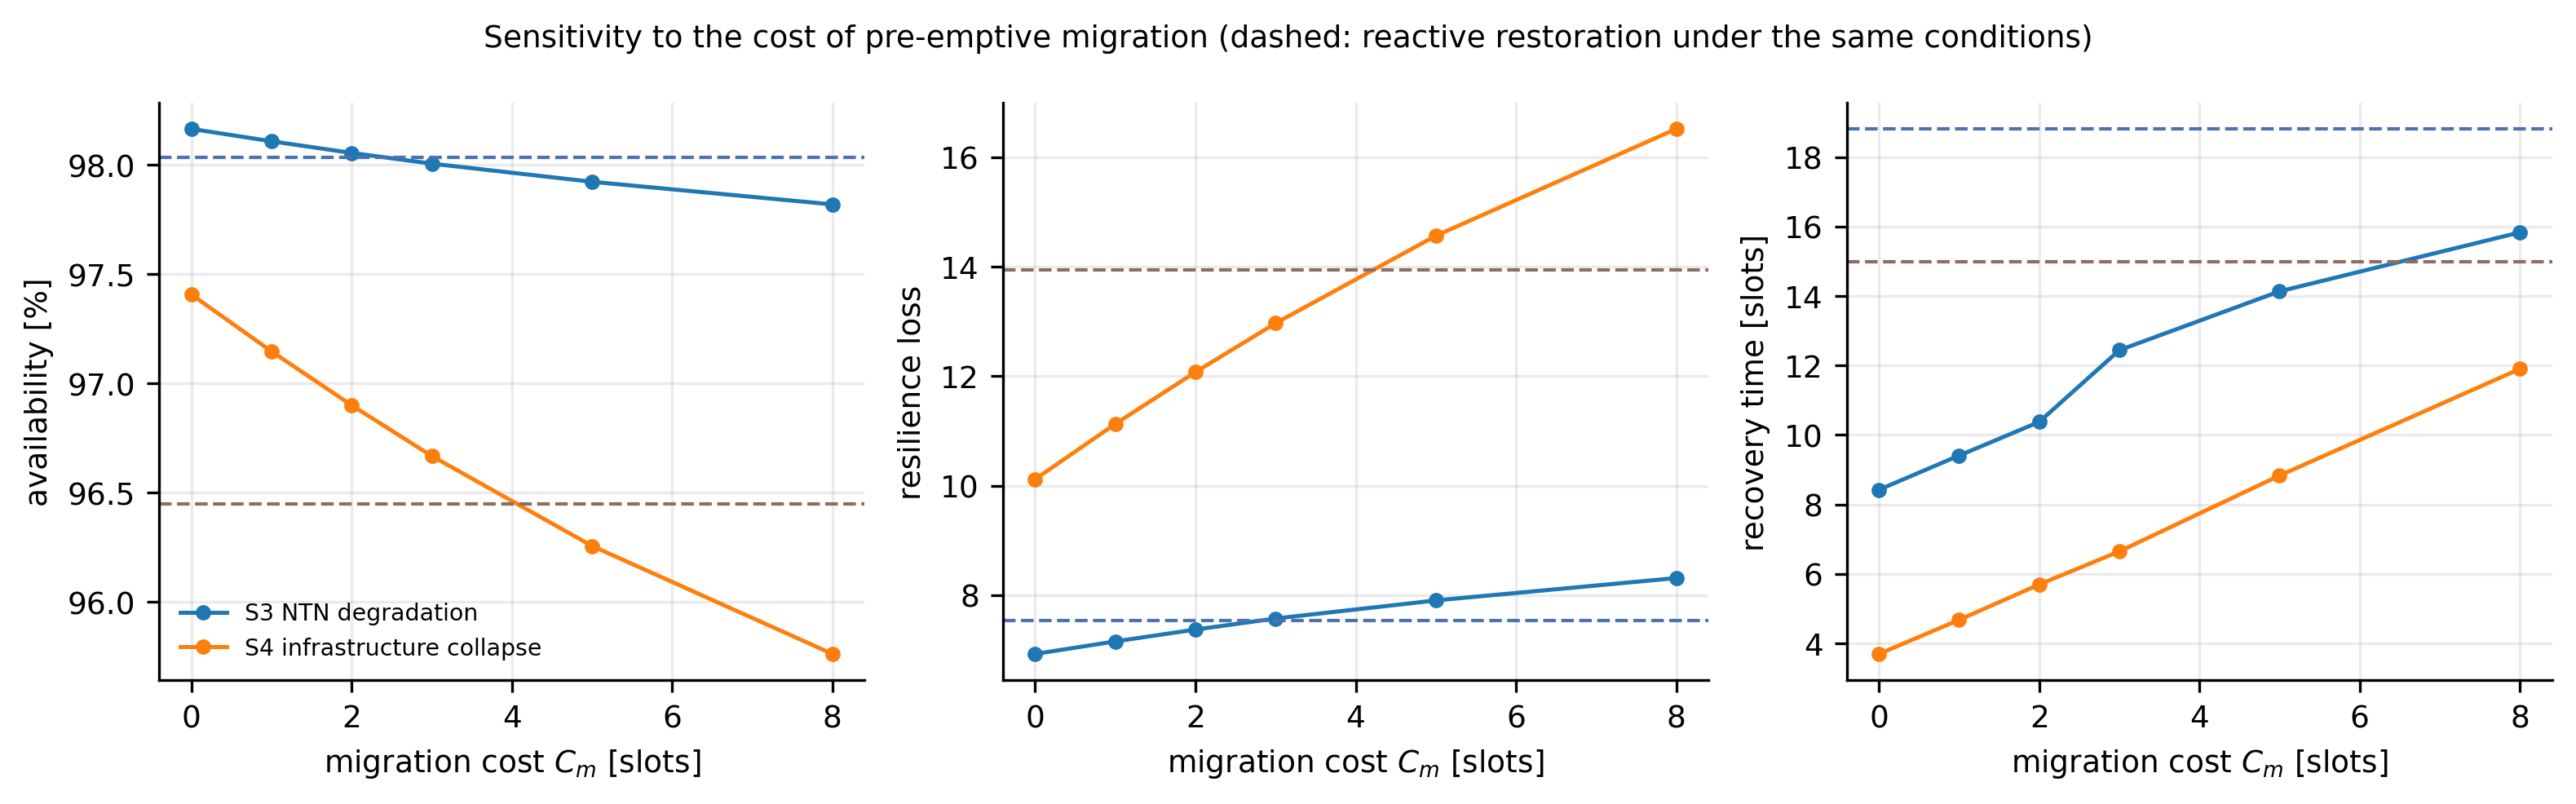 Sensitivity to the cost of pre-emptive migration (dashed: reactive restoration under the same conditions)
availability [%]
98.0
97.5
97.0
96.5
96.0
S3 NTN degradation
S4 infrastructure collapse
0 2 4 6 8
migration cost Cₘ [slots]
resilience loss
16
14
12
10
8
0 2 4 6 8
migration cost Cₘ [slots]
recovery time [slots]
18
16
14
12
10
8
6
4
0 2 4 6 8
migration cost Cₘ [slots]